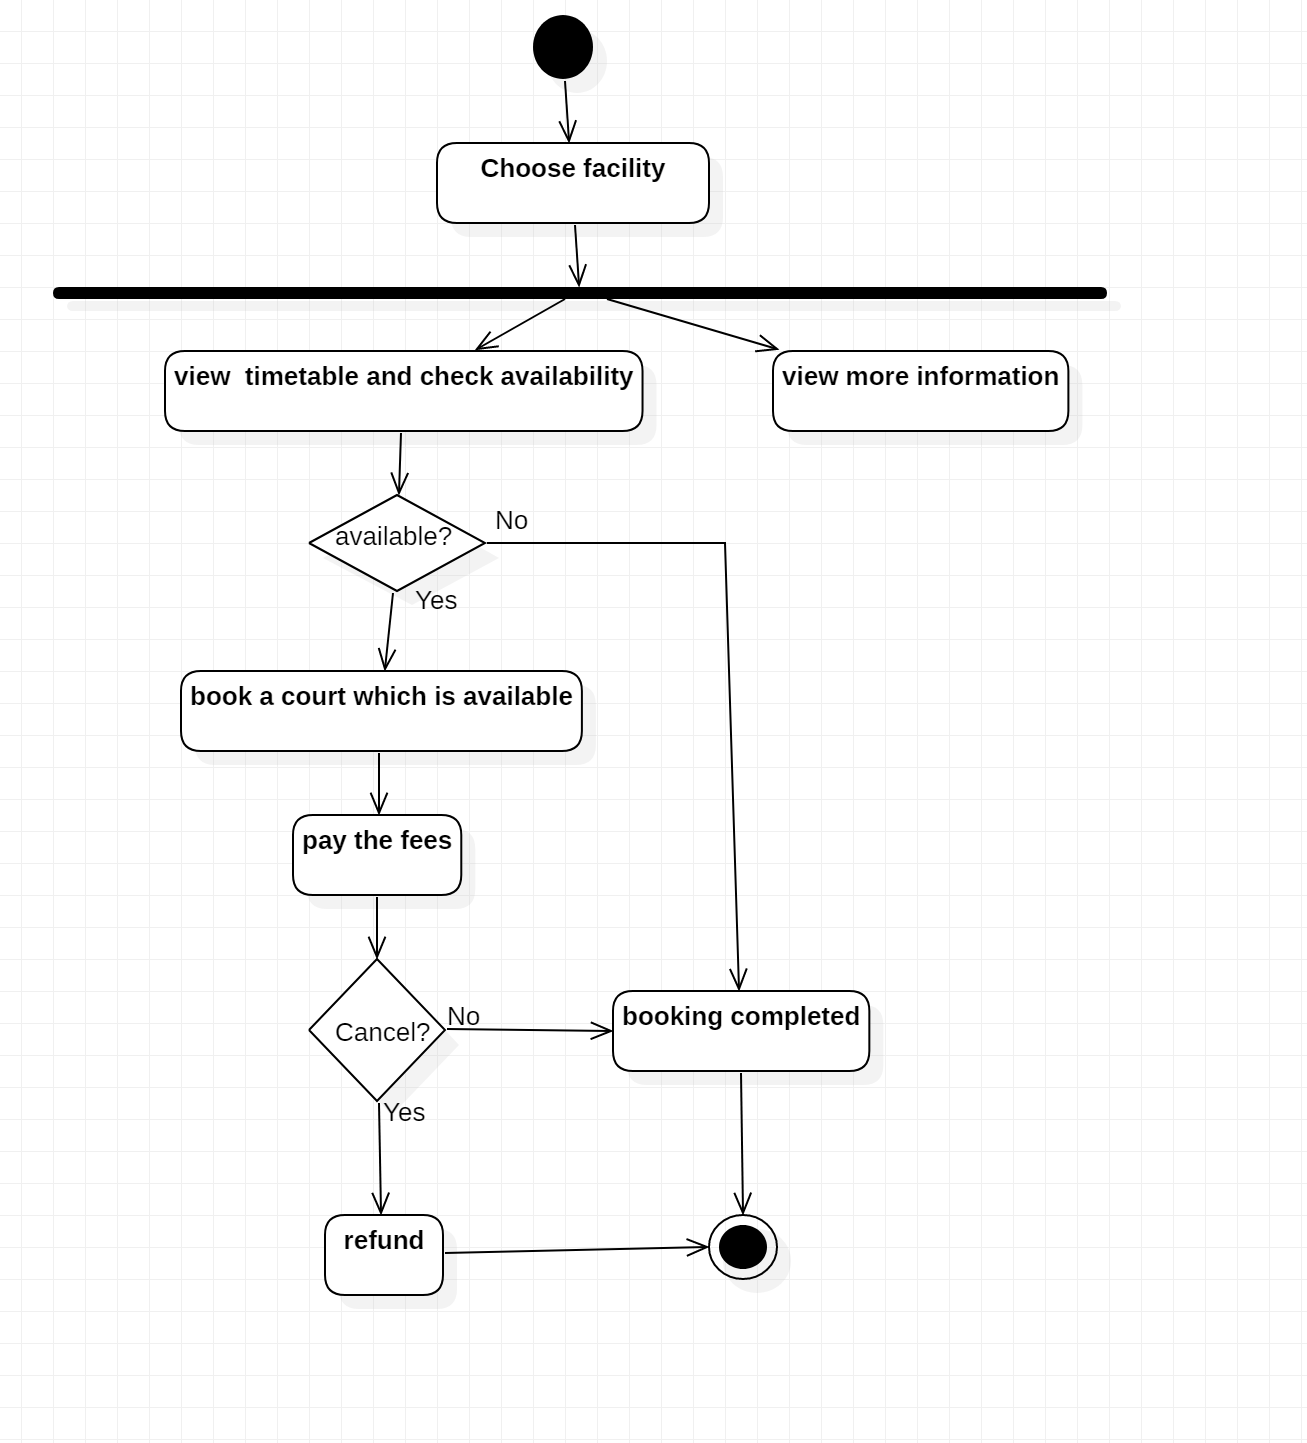 Choose facility
view  timetable and check availability
view more information
available?
No
Yes
book a court which is available
pay the fees
Cancel?
No
booking completed
Yes
refund